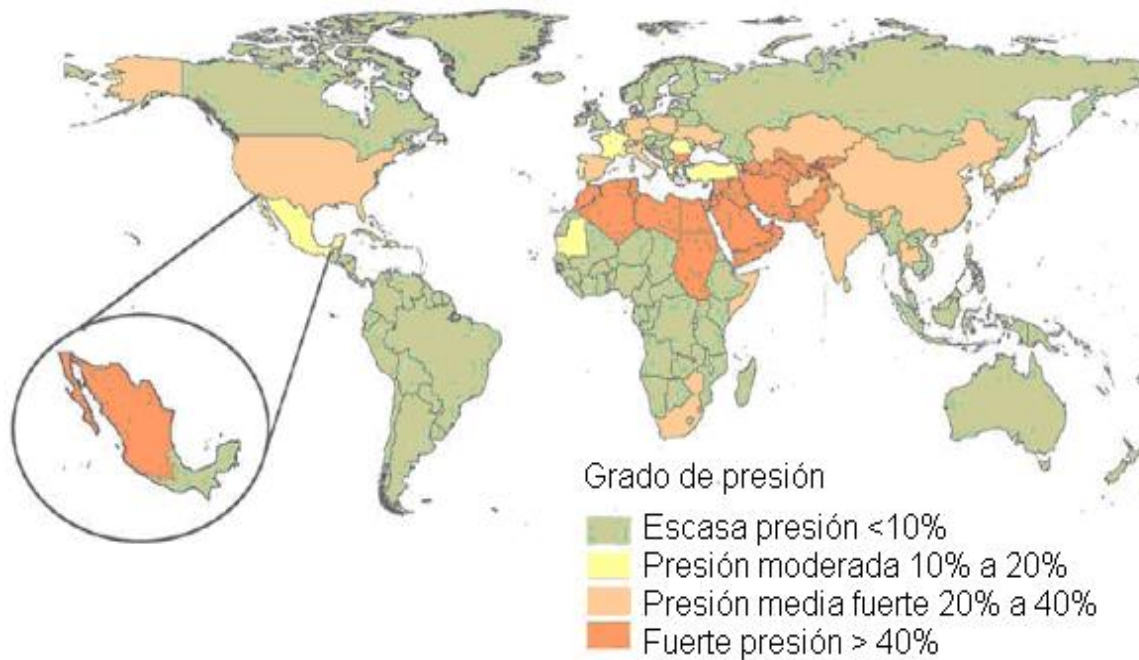 Grado de presión
Escasa presión <10%
Presión moderada 10% a 20%
Presión media fuerte 20% a 40%
Fuerte presión > 40%